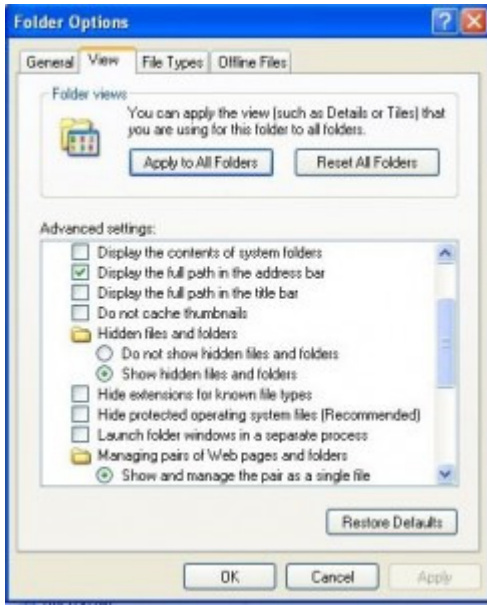 Folder Options
General View File Types Offline Files
Folder views
You can apply the view (such as Details or Tiles) that
you are using for this folder to all folders.
Apply to All Folders Reset All Folders
Advanced settings:
Display the contents of system folders
Display the full path in the address bar
Display the full path in the title bar
Do not cache thumbnails
Hidden files and folders
Do not show hidden files and folders
Show hidden files and folders
Hide extensions for known file types
Hide protected operating system files (Recommended)
Launch folder windows in a separate process
Managing pairs of Web pages and folders
Show and manage the pair as a single file
Restore Defaults
OK Cancel Apply